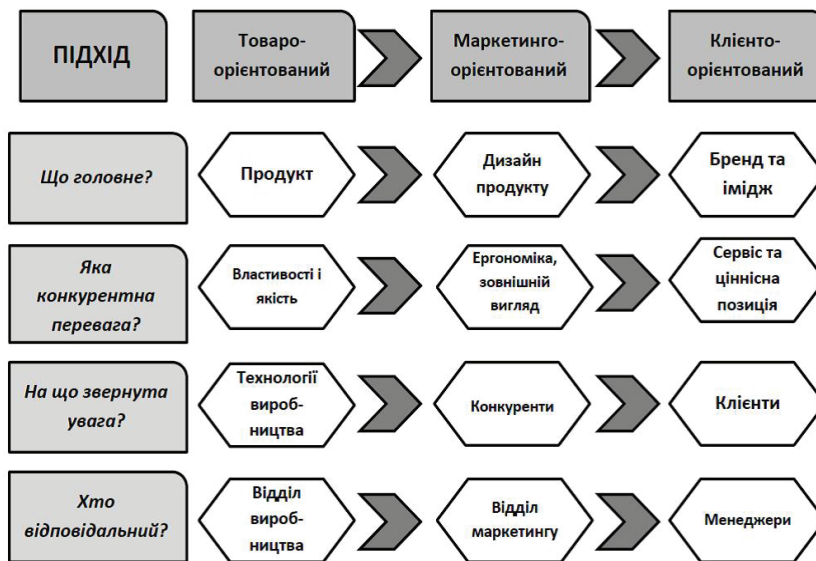 ПІДХІД
Товаро-
орієнтований
Маркетинго-
орієнтований
Клієнто-
орієнтований
Що головне?
Продукт
Дизайн
продукту
Бренд та
імідж
Яка
конкурентна
перевага?
Властивості і
якість
Ергономіка,
зовнішній
вигляд
Сервіс та
ціннісна
позиція
На що звернута
увага?
Технології
вироб-
ництва
Конкуренти
Клієнти
Хто
відповідальний?
Відділ
вироб-
ництва
Відділ
маркетингу
Менеджери